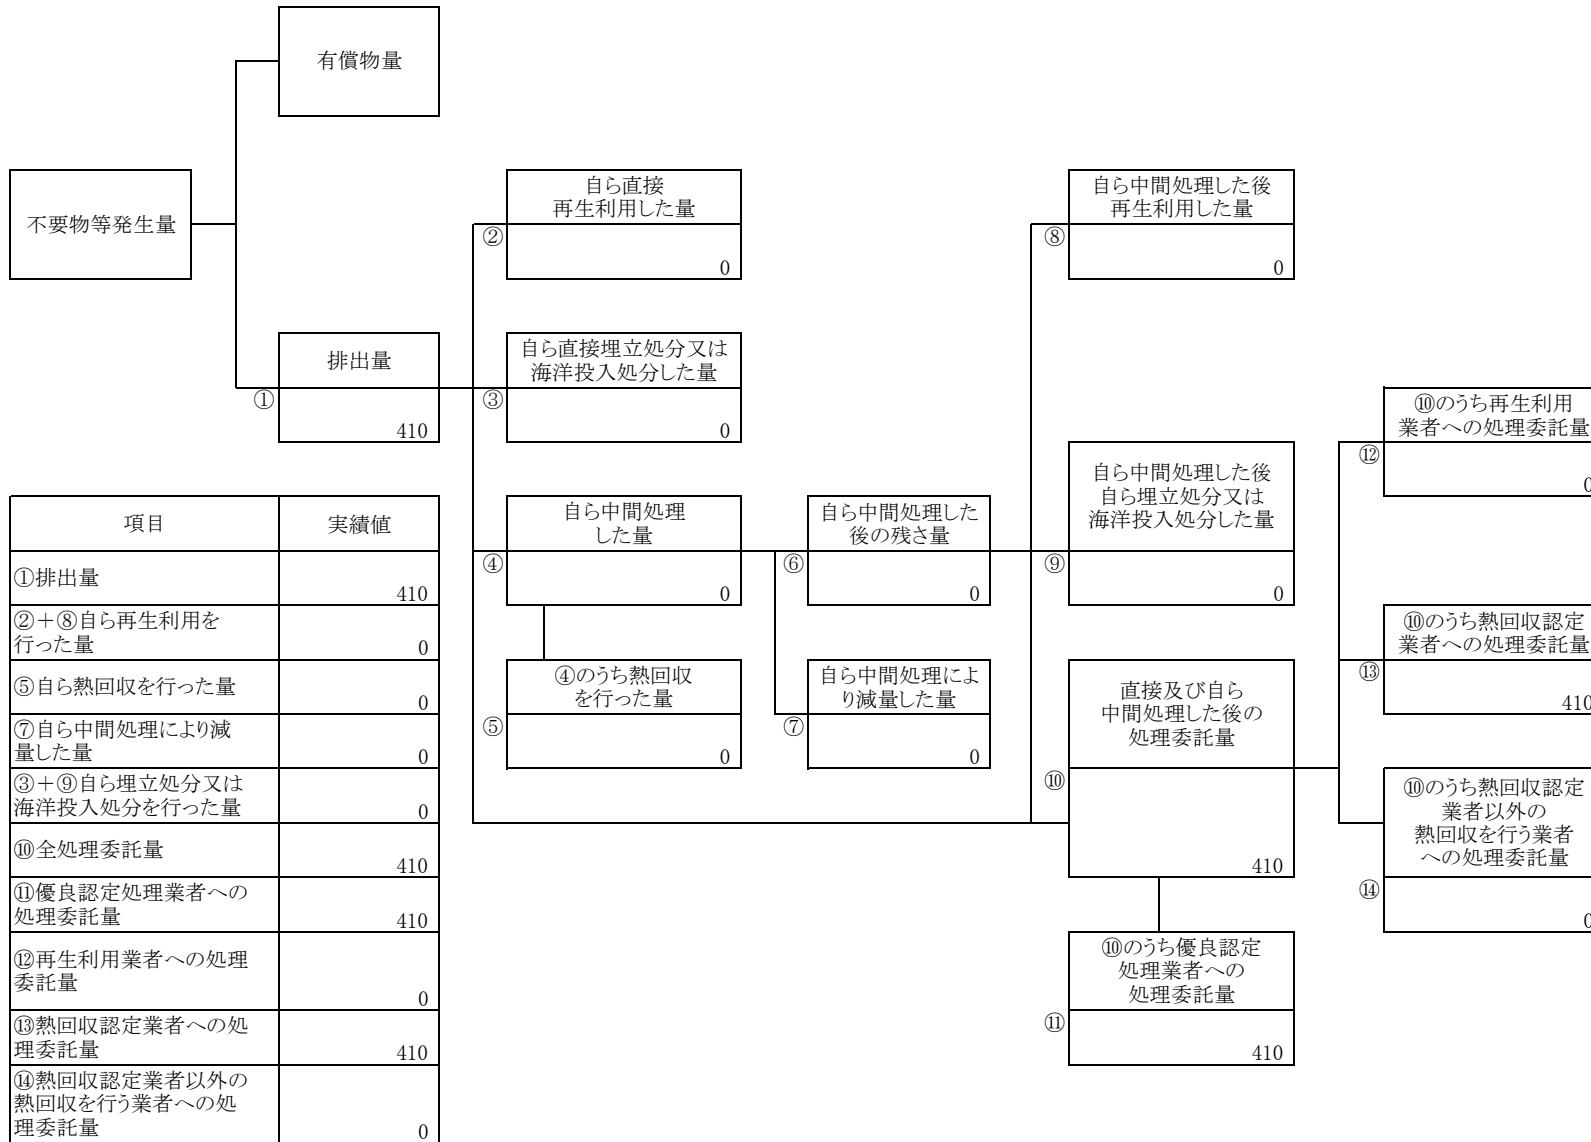 有償物量
不要物等発生量
自ら直接
再生利用した量
②
0
自ら中間処理した後
再生利用した量
⑧
0
排出量
①
410
自ら直接埋立処分又は
海洋投入処分した量
③
0
⑩のうち再生利用
業者への処理委託量
⑫
0
自ら中間処理
した量
④
0
自ら中間処理した
後の残さ量
⑥
0
自ら中間処理した後
自ら埋立処分又は
海洋投入処分した量
⑨
0
⑩のうち熱回収認定
業者への処理委託量
⑬
410
④のうち熱回収
を行った量
⑤
0
自ら中間処理によ
り減量した量
⑦
0
直接及び自ら
中間処理した後の
処理委託量
⑩
410
⑩のうち熱回収認定
業者以外の
熱回収を行う業者
への処理委託量
⑭
0
⑩のうち優良認定
処理業者への
処理委託量
⑪
410
項目 実績値
①排出量 410
②+⑧自ら再生利用を
行った量 0
⑤自ら熱回収を行った量 0
⑦自ら中間処理により減
量した量 0
③+⑨自ら埋立処分又は
海洋投入処分を行った量 0
⑩全処理委託量 410
⑪優良認定処理業者への
処理委託量 410
⑫再生利用業者への処理
委託量 0
⑬熱回収認定業者への処
理委託量 410
⑭熱回収認定業者以外の
熱回収を行う業者への処
理委託量 0